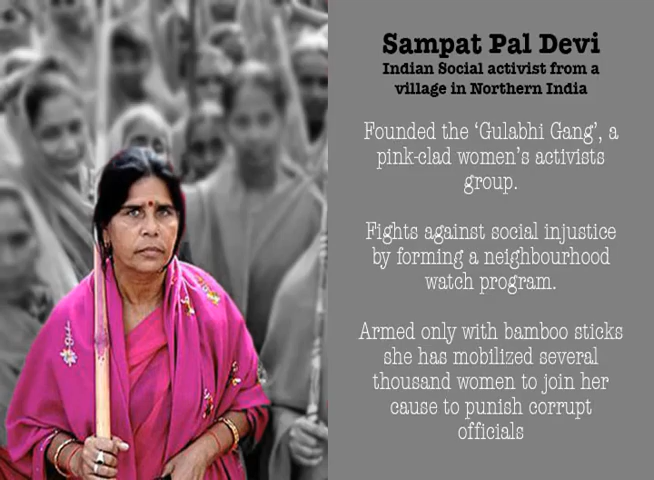 Sampat Pal Devi
Indian Social activist from a
village in Northern India
Founded the ‘Gulabhi Gang’, a
pink-clad women’s activists
group.
Fights against social injustice
by forming a neighbourhood
watch program.
Armed only with bamboo sticks
she has mobilized several
thousand women to join her
cause to punish corrupt
officials